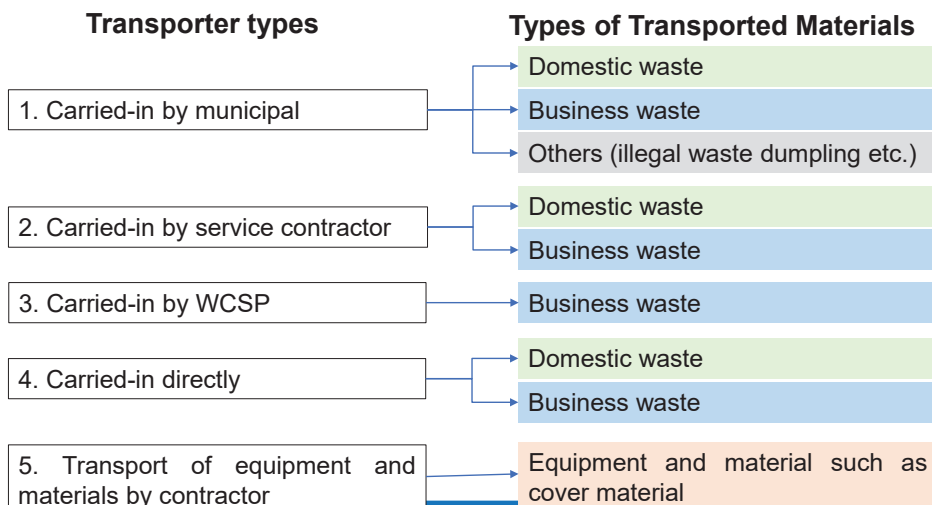 Transporter types
Types of Transported Materials
1. Carried-in by municipal
Domestic waste
Business waste
Others (illegal waste dumpling etc.)
2. Carried-in by service contractor
Domestic waste
Business waste
3. Carried-in by WCSP
Business waste
4. Carried-in directly
Domestic waste
Business waste
5. Transport of equipment and
materials by contractor
Equipment and material such as
cover material